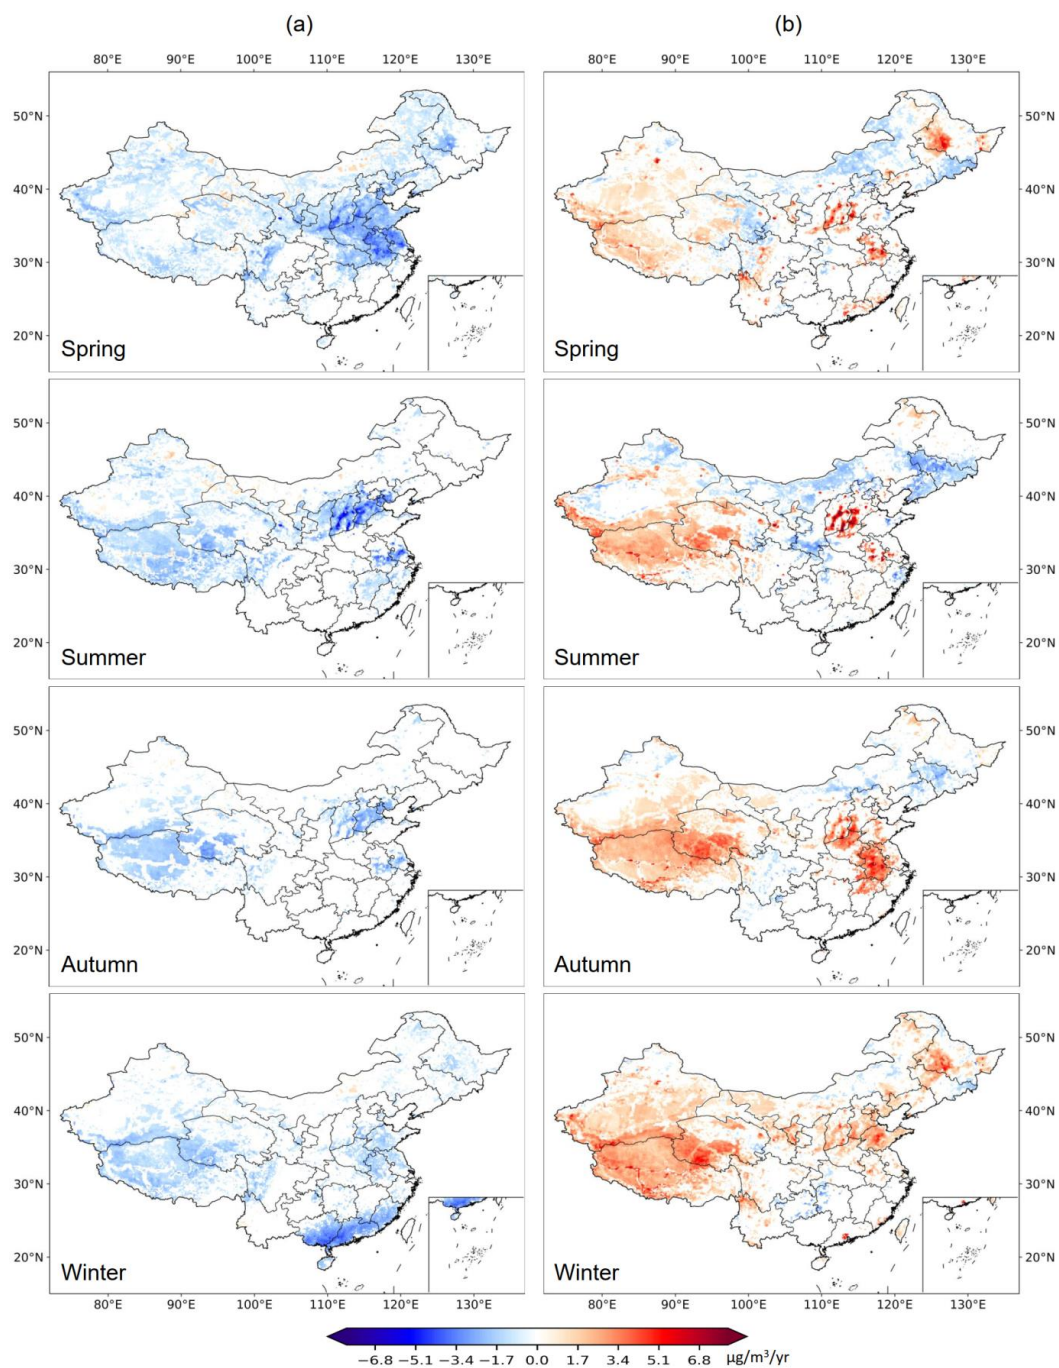 (a) (b)
80°E 90°E 100°E 110°E 120°E 130°E 80°E 90°E 100°E 110°E 120°E 130°E
50°N 50°N
40°N 40°N
30°N 30°N
20°N 20°N
Spring Spring
50°N 50°N
40°N 40°N
30°N 30°N
20°N 20°N
Summer Summer
50°N 50°N
40°N 40°N
30°N 30°N
20°N 20°N
Autumn Autumn
50°N 50°N
40°N 40°N
30°N 30°N
20°N 20°N
Winter Winter
80°E 90°E 100°E 110°E 120°E 130°E 80°E 90°E 100°E 110°E 120°E 130°E
−6.8 −5.1 −3.4 −1.7 0.0 1.7 3.4 5.1 6.8 μg/m³/yr